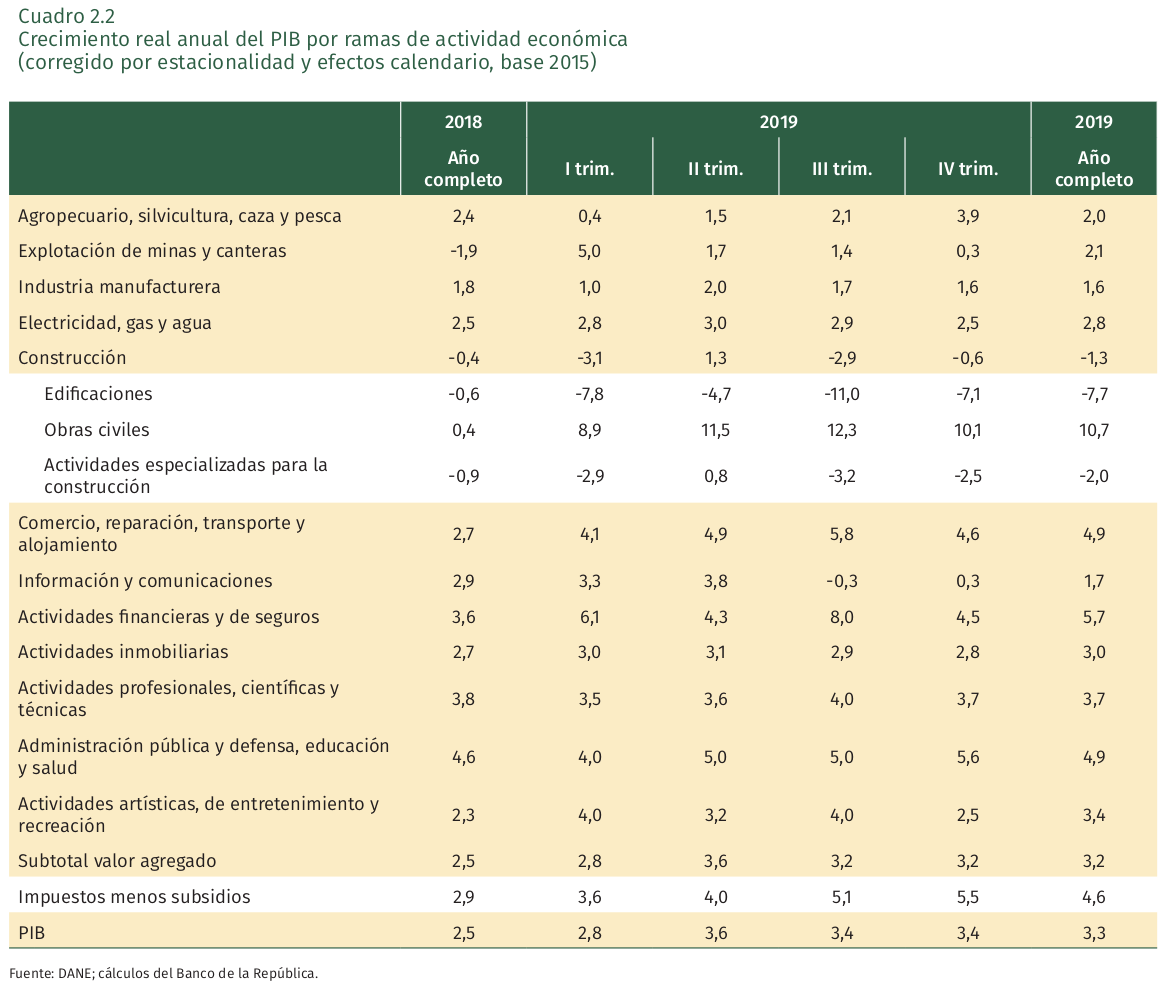 Cuadro 2.2
Crecimiento real anual del PIB por ramas de actividad económica
(corregido por estacionalidad y efectos calendario, base 2015)
2018 2019 2019
Año completo I trim. II trim. III trim. IV trim. Año completo
Agropecuario, silvicultura, caza y pesca 2,4 0,4 1,5 2,1 3,9 2,0
Explotación de minas y canteras -1,9 5,0 1,7 1,4 0,3 2,1
Industria manufacturera 1,8 1,0 2,0 1,7 1,6 1,6
Electricidad, gas y agua 2,5 2,8 3,0 2,9 2,5 2,8
Construcción -0,4 -3,1 1,3 -2,9 -0,6 -1,3
Edificaciones -0,6 -7,8 -4,7 -11,0 -7,1 -7,7
Obras civiles 0,4 8,9 11,5 12,3 10,1 10,7
Actividades especializadas para la
construcción -0,9 -2,9 0,8 -3,2 -2,5 -2,0
Comercio, reparación, transporte y
alojamiento 2,7 4,1 4,9 5,8 4,6 4,9
Información y comunicaciones 2,9 3,3 3,8 -0,3 0,3 1,7
Actividades financieras y de seguros 3,6 6,1 4,3 8,0 4,5 5,7
Actividades inmobiliarias 2,7 3,0 3,1 2,9 2,8 3,0
Actividades profesionales, científicas y
técnicas 3,8 3,5 3,6 4,0 3,7 3,7
Administración pública y defensa, educación
y salud 4,6 4,0 5,0 5,0 5,6 4,9
Actividades artísticas, de entretenimiento y
recreación 2,3 4,0 3,2 4,0 2,5 3,4
Subtotal valor agregado 2,5 2,8 3,6 3,2 3,2 3,2
Impuestos menos subsidios 2,9 3,6 4,0 5,1 5,5 4,6
PIB 2,5 2,8 3,6 3,4 3,4 3,3
Fuente: DANE; cálculos del Banco de la República.